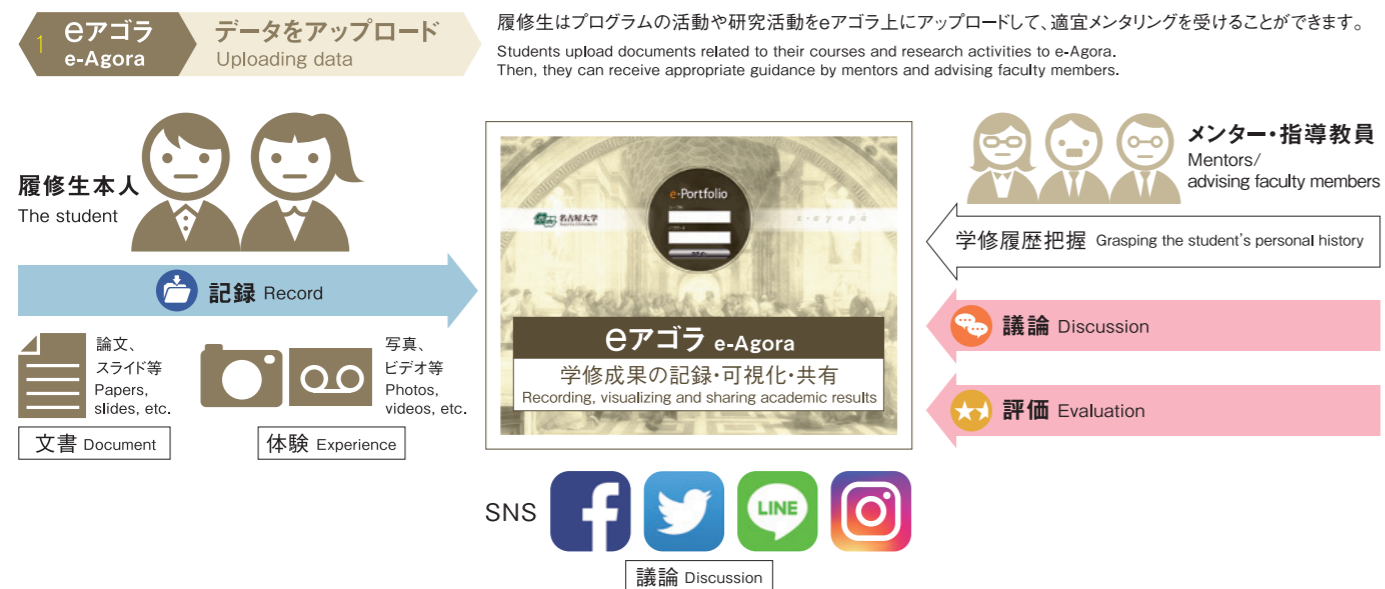 1 eアゴラ
e-Agora
データをアップロード
Uploading data
履修生はプログラムの活動や研究活動をeアゴラ上にアップロードして、適宜メンタリングを受けることができます。
Students upload documents related to their courses and research activities to e-Agora.
Then, they can receive appropriate guidance by mentors and advising faculty members.
履修生本人
The student
記録 Record
論文、
スライド等
Papers,
slides, etc.
文書 Document
写真、
ビデオ等
Photos,
videos, etc.
体験 Experience
e-Portfolio
名古屋大学
eアゴラ e-Agora
学修成果の記録・可視化・共有
Recording, visualizing and sharing academic results
SNS
LINE
議論 Discussion
メンター・指導教員
Mentors/
advising faculty members
学修履歴把握 Grasping the student's personal history
議論 Discussion
評価 Evaluation